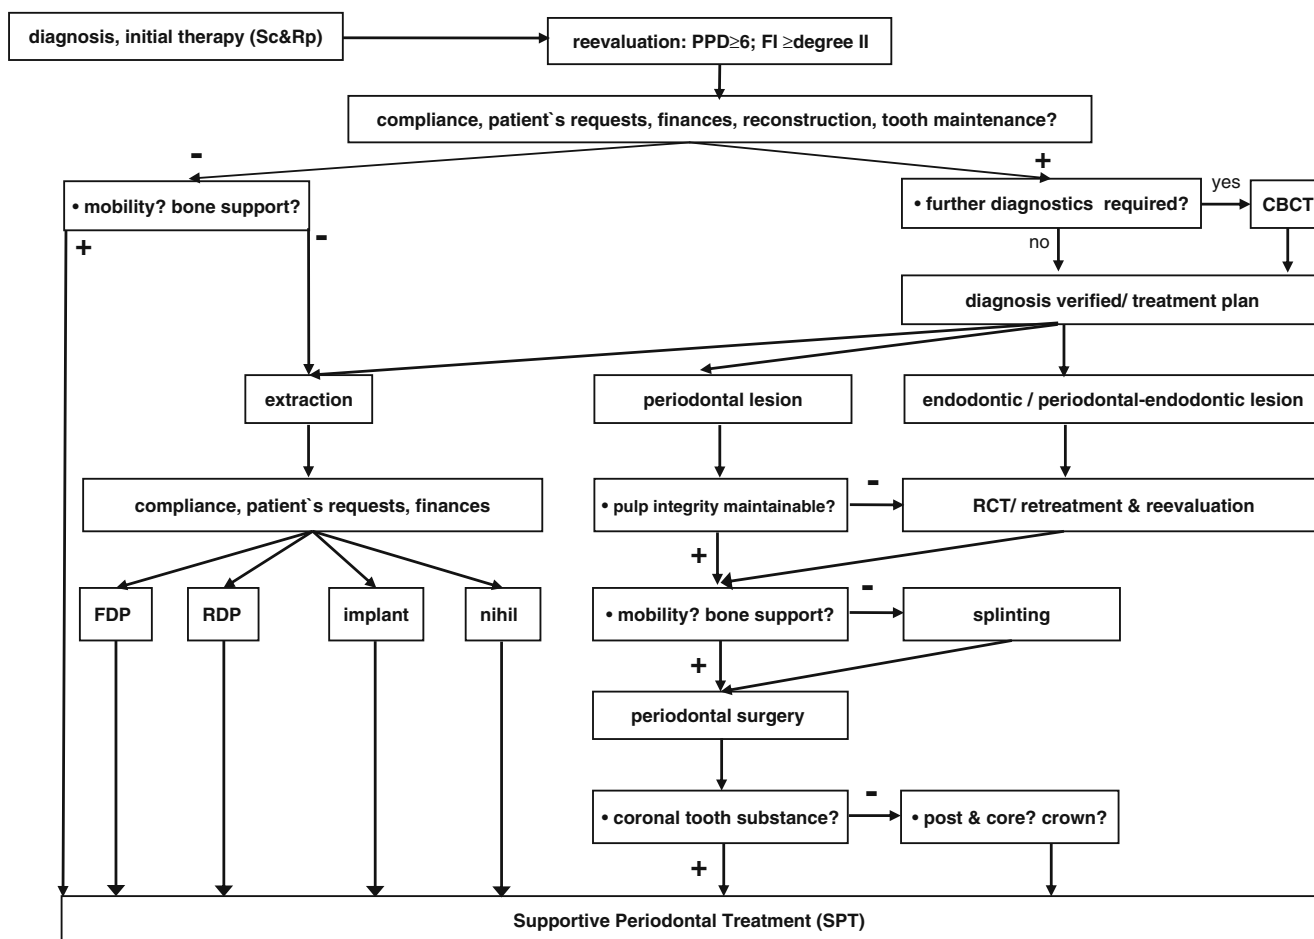 diagnosis, initial therapy (Sc&Rp)
reevaluation: PPD≥6; FI ≥degree II
compliance, patient`s requests, finances, reconstruction, tooth maintenance?
-
+
• mobility? bone support?
• further diagnostics required?
yes
CBCT
+
-
no
diagnosis verified/ treatment plan
extraction
periodontal lesion
endodontic / periodontal-endodontic lesion
compliance, patient`s requests, finances
• pulp integrity maintainable?
-
RCT/ retreatment & reevaluation
+
FDP
RDP
implant
nihil
• mobility? bone support?
-
splinting
+
periodontal surgery
• coronal tooth substance?
-
• post & core? crown?
+
Supportive Periodontal Treatment (SPT)